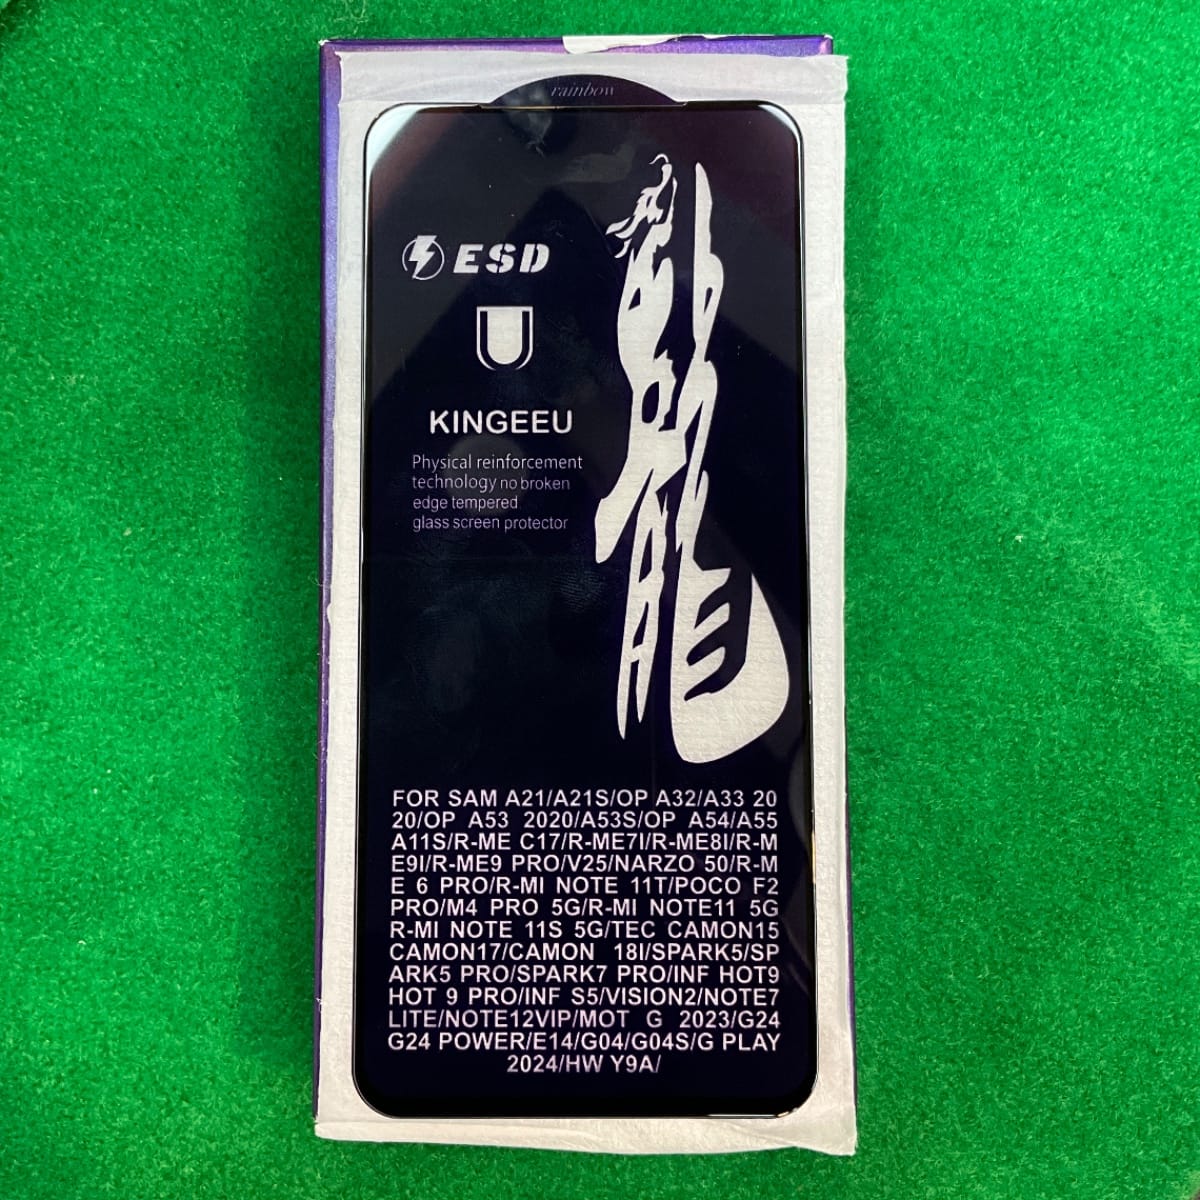 rainbow
ESD
U
KINGEEU
Physical reinforcement
technology no broken
edge tempered
glass screen protector
FOR SAM A21/A21S/OP A32/A33 20
20/OP A53 2020/A53S/OP A54/A55
A11S/R-ME C17/R-ME7I/R-ME8I/R-M
E9I/R-ME9 PRO/V25/NARZO 50/R-M
E 6 PRO/R-MI NOTE 11T/POCO F2
PRO/M4 PRO 5G/R-MI NOTE11 5G
R-MI NOTE 11S 5G/TEC CAMON15
CAMON17/CAMON 18I/SPARK5/SP
ARK5 PRO/SPARK7 PRO/INF HOT9
HOT 9 PRO/INF S5/VISION2/NOTE7
LITE/NOTE12VIP/MOT G 2023/G24
G24 POWER/E14/G04/G04S/G PLAY
2024/HW Y9A/